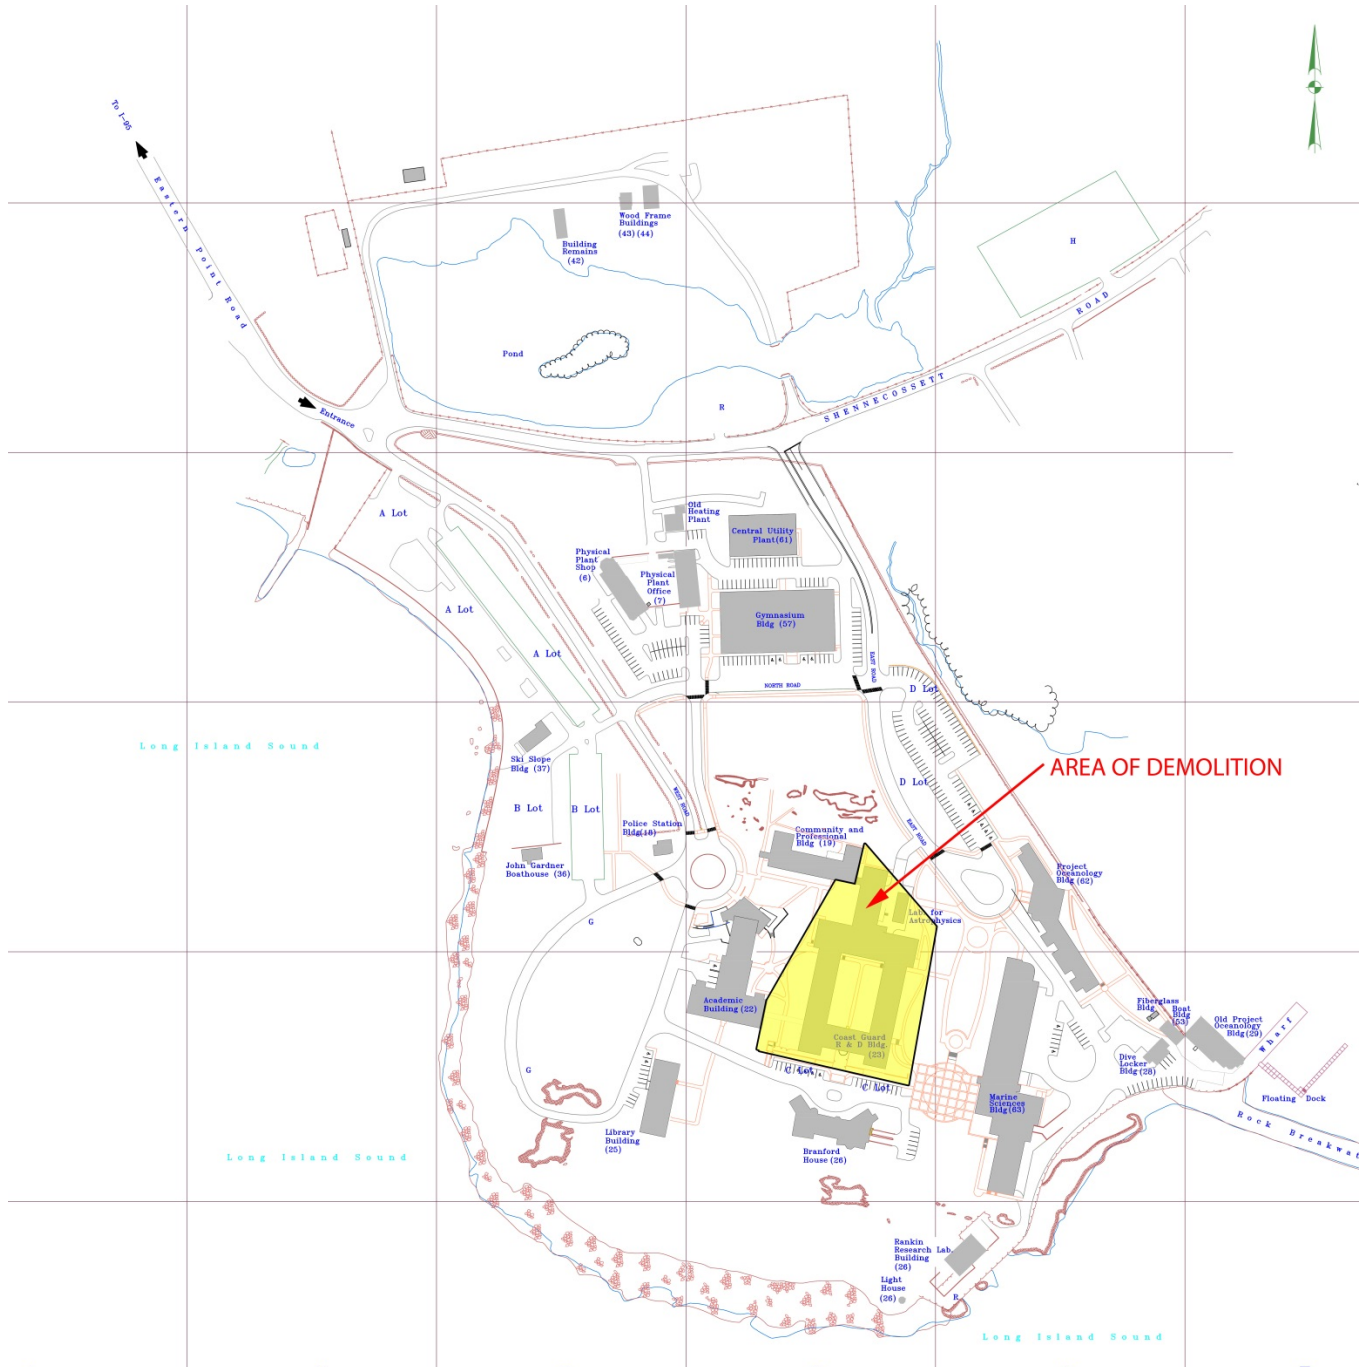 To I-95
Eastern Point Road
Wood Frame
Buildings
(43) (44)
Building
Remains
(42)
H
ROAD
Pond
SHENNECOSSETT
R
Entrance
A Lot
Old
Heating
Plant
Central Utility
Plant(61)
Physical
Plant
Shop
(6)
Physical
Plant
Office
(7)
A Lot
Gymnasium
Bldg (57)
A Lot
EAST ROAD
NORTH ROAD
D Lot
Long Island Sound
Ski Slope
Bldg (37)
AREA OF DEMOLITION
D Lot
B Lot
B Lot
WEST ROAD
Police Station
Bldg(18)
Community and
Professional
Bldg (19)
EAST ROAD
John Gardner
Boathouse (36)
Project
Oceanology
Bldg (62)
G
Labs for
Astrophysics
Academic
Building (22)
Fiberglass
Bldg
Boat
Bldg
(53)
Old Project
Oceanology
Bldg(29)
Wharf
Coast Guard
R & D Bldg.
(23)
Dive
Locker
Bldg (28)
G
C Lot
C Lot
Floating Dock
Marine
Sciences
Bldg(63)
Rock Breakwat
Library
Building
(25)
Branford
House (26)
Long Island Sound
Rankin
Research Lab.
Building
(26)
Light
House
(26)
R
Long Island Sound